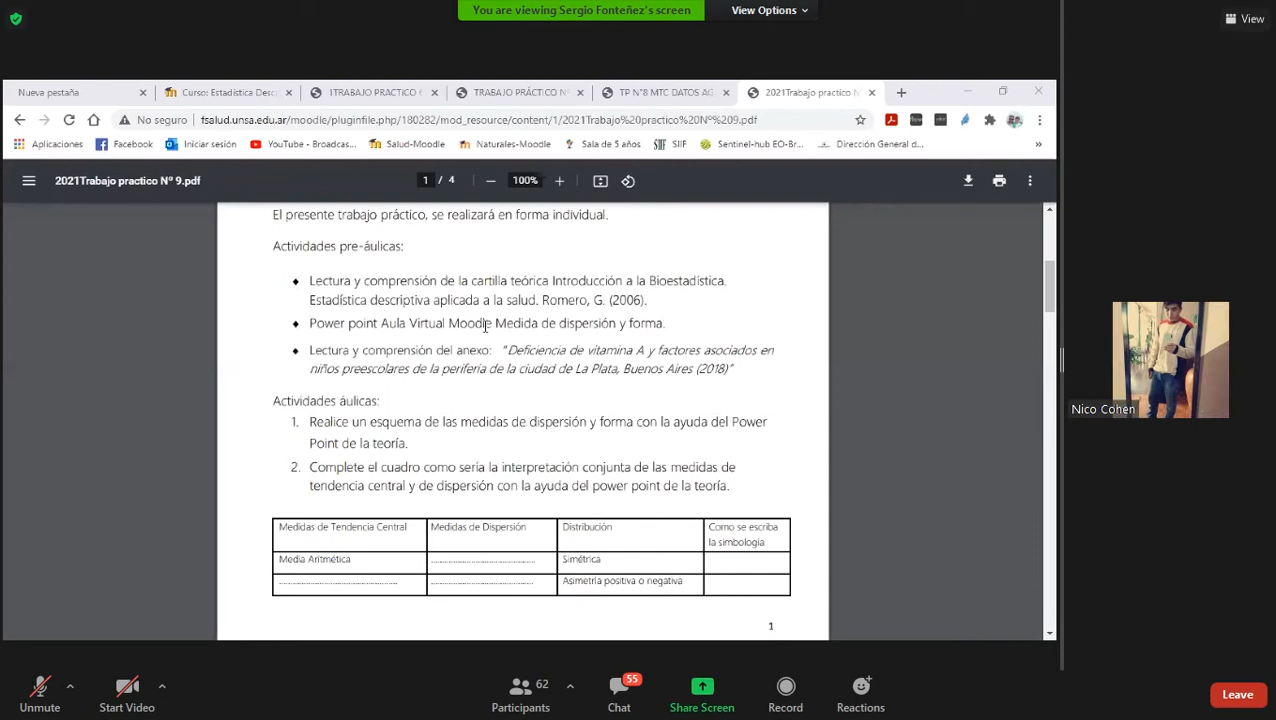 You are viewing Sergio Fonteñez's screen
View Options
View
Nueva pestaña
Curso: Estadística Desc
1TRABAJO PRACTICO 6
TRABAJO PRÁCTICO Nº
TP N°8 MTC DATOS AG
2021Trabajo practico Nº
No seguro
fsalud.unsa.edu.ar/moodle/pluginfile.php/180282/mod_resource/content/1/2021Trabajo%20practico%20Nº%209.pdf
Aplicaciones
Facebook
Iniciar sesión
YouTube - Broadcas...
Salud-Moodle
Naturales-Moodle
Sala de 5 años
SIIF
Sentinel-hub EO-Br...
Dirección General d...
»
2021Trabajo practico Nº 9.pdf
1 / 4
100%
El presente trabajo práctico, se realizará en forma individual.
Actividades pre-áulicas:
Lectura y comprensión de la cartilla teórica Introducción a la Bioestadística.
Estadística descriptiva aplicada a la salud. Romero, G. (2006).
Power point Aula Virtual Moodle Medida de dispersión y forma.
Lectura y comprensión del anexo: "Deficiencia de vitamina A y factores asociados en
niños preescolares de la periferia de la ciudad de La Plata, Buenos Aires (2018)"
Actividades áulicas:
1. Realice un esquema de las medidas de dispersión y forma con la ayuda del Power
Point de la teoría.
2. Complete el cuadro como sería la interpretación conjunta de las medidas de
tendencia central y de dispersión con la ayuda del power point de la teoría.
Medidas de Tendencia Central
Medidas de Dispersión
Distribución
Como se escriba
la simbología
Media Aritmética
Simétrica
Asimetría positiva o negativa
1
Nico Cohen
Unmute
Start Video
62
Participants
55
Chat
Share Screen
Record
Reactions
Leave